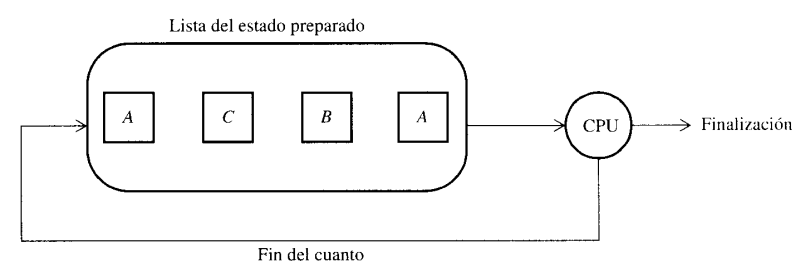 Lista del estado preparado
A C B A
CPU
Finalización
Fin del cuanto